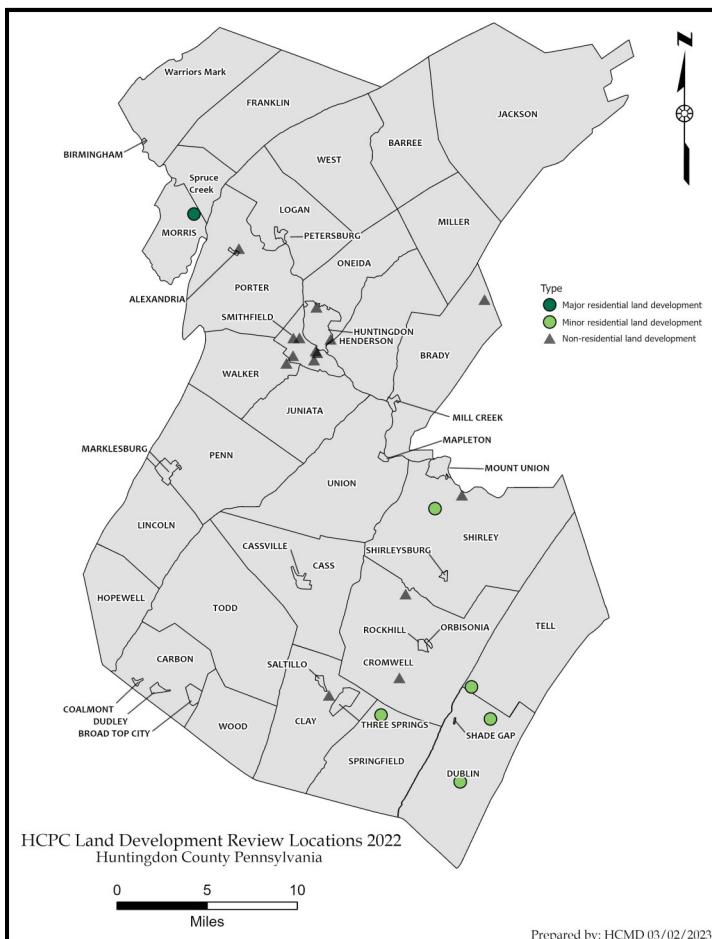 Warriors Mark
FRANKLIN
JACKSON
BARREE
WEST
BIRMINGHAM
Spruce
Creek
LOGAN
MILLER
MORRIS
PETERSBURG
ONEIDA
ALEXANDRIA
PORTER
SMITHFIELD
HUNTINGDON
HENDERSON
BRADY
WALKER
JUNIATA
MILL CREEK
MAPLETON
MARKLESBURG
PENN
MOUNT UNION
UNION
LINCOLN
SHIRLEY
CASSVILLE
CASS
SHIRLEYSBURG
HOPEWELL
TODD
TELL
ROCKHILL
ORBISONIA
CARBON
SALTILLO
CROMWELL
COALMONT
DUDLEY
BROAD TOP CITY
WOOD
CLAY
THREE SPRINGS
SHADE GAP
SPRINGFIELD
DUBLIN
N
Type
Major residential land development
Minor residential land development
Non-residential land development
HCPC Land Development Review Locations 2022
Huntingdon County Pennsylvania
0 5 10
Miles
Prepared by: HCMD 03/02/2023